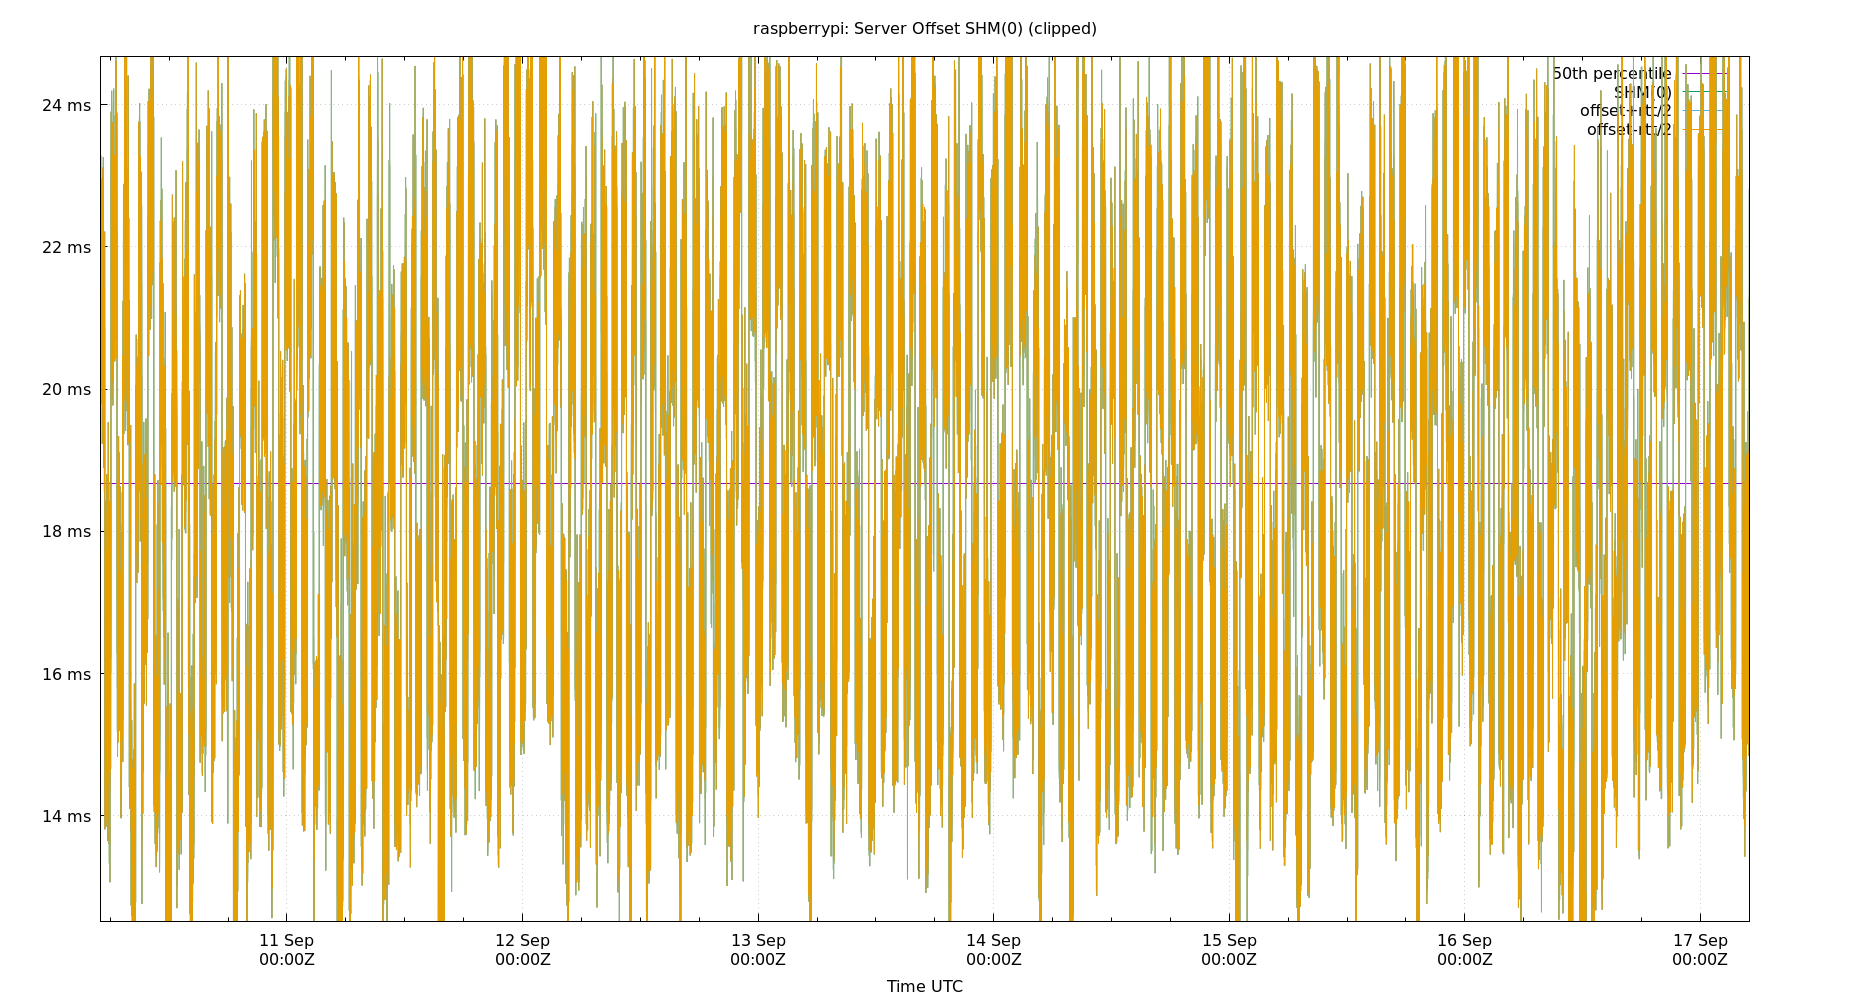 raspberrypi: Server Offset SHM(0) (clipped)
50th percentile
SHM(0)
offset+rtt/2
offset-rtt/2
24 ms
22 ms
20 ms
18 ms
16 ms
14 ms
11 Sep 12 Sep 13 Sep 14 Sep 15 Sep 16 Sep 17 Sep
00:00Z 00:00Z 00:00Z 00:00Z 00:00Z 00:00Z 00:00Z
Time UTC